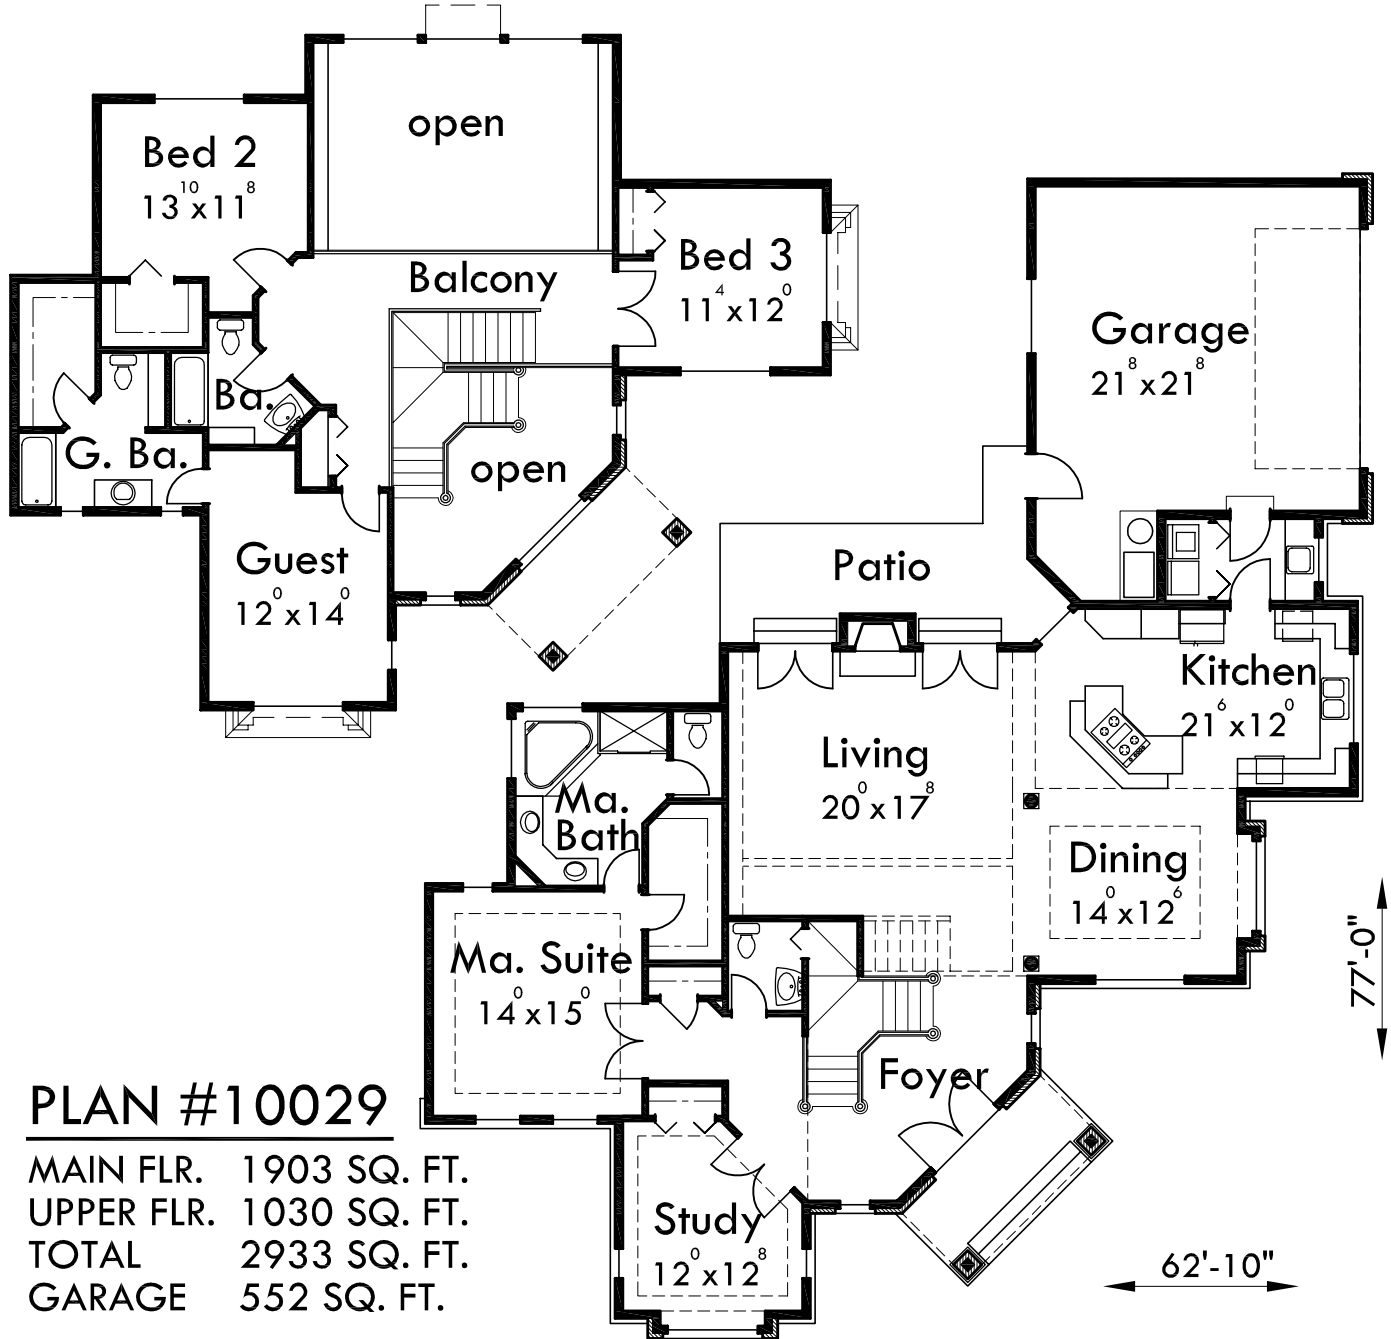 open
Bed 2
13¹⁰x11⁸
Balcony
Bed 3
11⁴x12⁰
Garage
21⁸x21⁸
Ba.
G. Ba.
open
Guest
12⁰x14⁰
Patio
Kitchen
21⁶x12⁰
Living
20⁰x17⁸
Ma.
Bath
Dining
14⁰x12⁶
Ma. Suite
14⁰x15⁰
77'-0"
Foyer
Study
12⁰x12⁸
62'-10"
PLAN #10029
MAIN FLR. 1903 SQ. FT.
UPPER FLR. 1030 SQ. FT.
TOTAL 2933 SQ. FT.
GARAGE 552 SQ. FT.